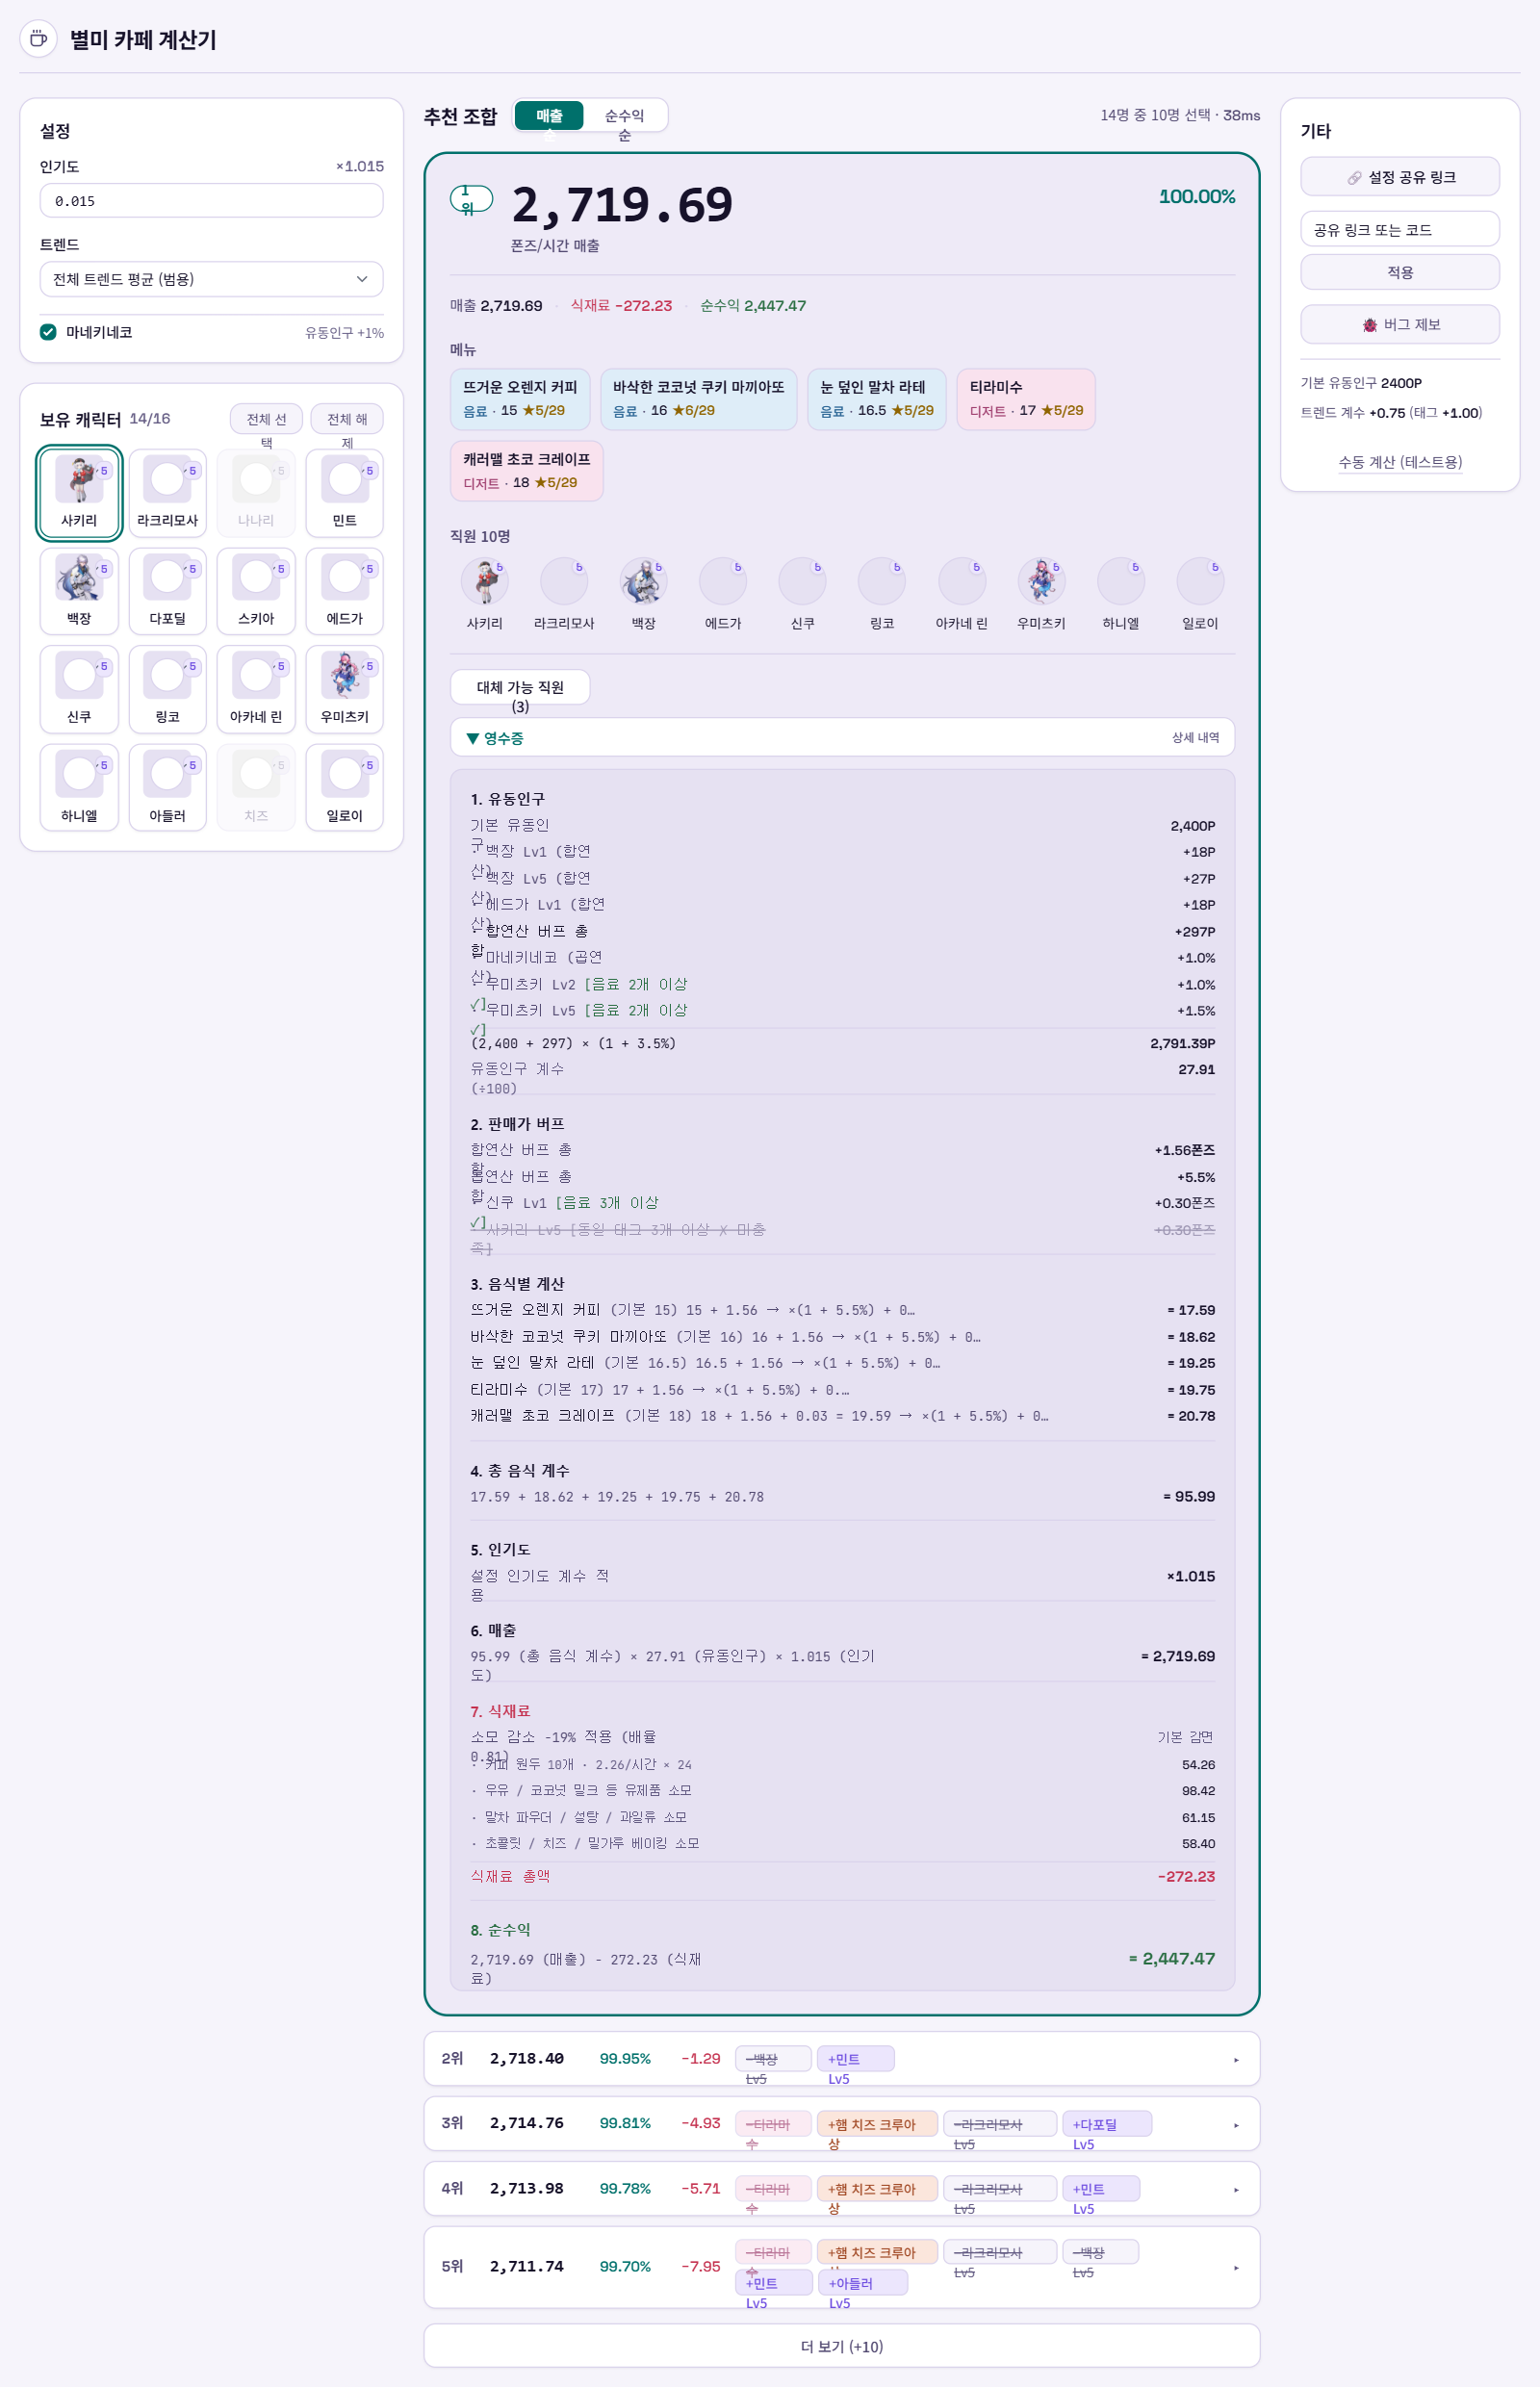 별미 카페 계산기
설정
인기도 ×1.015
0.015
트렌드
전체 트렌드 평균 (범용)
마네키네코 유동인구 +1%
보유 캐릭터 14/16
전체 선택
전체 해제
5 5 5 5
사키리 라크리모사 나나리 민트
5 5 5 5
백장 다포딜 스키아 에드가
5 5 5 5
신쿠 링코 아카네 린 우미츠키
5 5 5 5
하니엘 아들러 치즈 일로이
추천 조합
매출순
순수익순
14명 중 10명 선택 · 38ms
1위
2,719.69
100.00%
폰즈/시간 매출
매출 2,719.69 · 식재료 -272.23 · 순수익 2,447.47
메뉴
뜨거운 오렌지 커피
음료 · 15 ★5/29
바삭한 코코넛 쿠키 마끼아또
음료 · 16 ★6/29
눈 덮인 말차 라테
음료 · 16.5 ★5/29
티라미수
디저트 · 17 ★5/29
캐러맬 초코 크레이프
디저트 · 18 ★5/29
직원 10명
5 5 5 5 5 5 5 5 5 5
사키리 라크리모사 백장 에드가 신쿠 링코 아카네 린 우미츠키 하니엘 일로이
대체 가능 직원
(3)
▼ 영수증 상세 내역
1. 유동인구
기본 유동인구 2,400P
· 백장 Lv1 (합연산) +18P
· 백장 Lv5 (합연산) +27P
· 에드가 Lv1 (합연산) +18P
· 합연산 버프 총합 +297P
· 마네키네코 (곱연산) +1.0%
· 우미츠키 Lv2 [음료 2개 이상 ✓] +1.0%
· 우미츠키 Lv5 [음료 2개 이상 ✓] +1.5%
(2,400 + 297) × (1 + 3.5%) 2,791.39P
유동인구 계수 (÷100) 27.91
2. 판매가 버프
합연산 버프 총합 +1.56폰즈
곱연산 버프 총합 +5.5%
· 신쿠 Lv1 [음료 3개 이상 ✓] +0.30폰즈
· 사키리 Lv5 [동일 태그 3개 이상 ✗ 미충족] +0.30폰즈
3. 음식별 계산
뜨거운 오렌지 커피 (기본 15) 15 + 1.56 → ×(1 + 5.5%) + 0… = 17.59
바삭한 코코넛 쿠키 마끼아또 (기본 16) 16 + 1.56 → ×(1 + 5.5%) + 0… = 18.62
눈 덮인 말차 라테 (기본 16.5) 16.5 + 1.56 → ×(1 + 5.5%) + 0… = 19.25
티라미수 (기본 17) 17 + 1.56 → ×(1 + 5.5%) + 0.… = 19.75
캐러맬 초코 크레이프 (기본 18) 18 + 1.56 + 0.03 = 19.59 → ×(1 + 5.5%) + 0… = 20.78
4. 총 음식 계수
17.59 + 18.62 + 19.25 + 19.75 + 20.78 = 95.99
5. 인기도
설정 인기도 계수 적용 ×1.015
6. 매출
95.99 (총 음식 계수) × 27.91 (유동인구) × 1.015 (인기도) = 2,719.69
7. 식재료
소모 감소 -19% 적용 (배율 0.81) 기본 감면
· 커피 원두 10개 · 2.26/시간 × 24 54.26
· 우유 / 코코넛 밀크 등 유제품 소모 98.42
· 말차 파우더 / 설탕 / 과일류 소모 61.15
· 초콜릿 / 치즈 / 밀가루 베이킹 소모 58.40
식재료 총액 -272.23
8. 순수익
2,719.69 (매출) - 272.23 (식재료) = 2,447.47
2위 2,718.40 99.95% -1.29 -백장 Lv5 +민트 Lv5 ▸
3위 2,714.76 99.81% -4.93 -티라미수 +햄 치즈 크루아상 -라크리모사 Lv5 +다포딜 Lv5 ▸
4위 2,713.98 99.78% -5.71 -티라미수 +햄 치즈 크루아상 -라크리모사 Lv5 +민트 Lv5 ▸
5위 2,711.74 99.70% -7.95 -티라미수 +햄 치즈 크루아상 -라크리모사 Lv5 -백장 Lv5 ▸
+민트 Lv5 +아들러 Lv5
더 보기 (+10)
기타
설정 공유 링크
공유 링크 또는 코드
적용
버그 제보
기본 유동인구 2400P
트렌드 계수 +0.75 (태그 +1.00)
수동 계산 (테스트용)